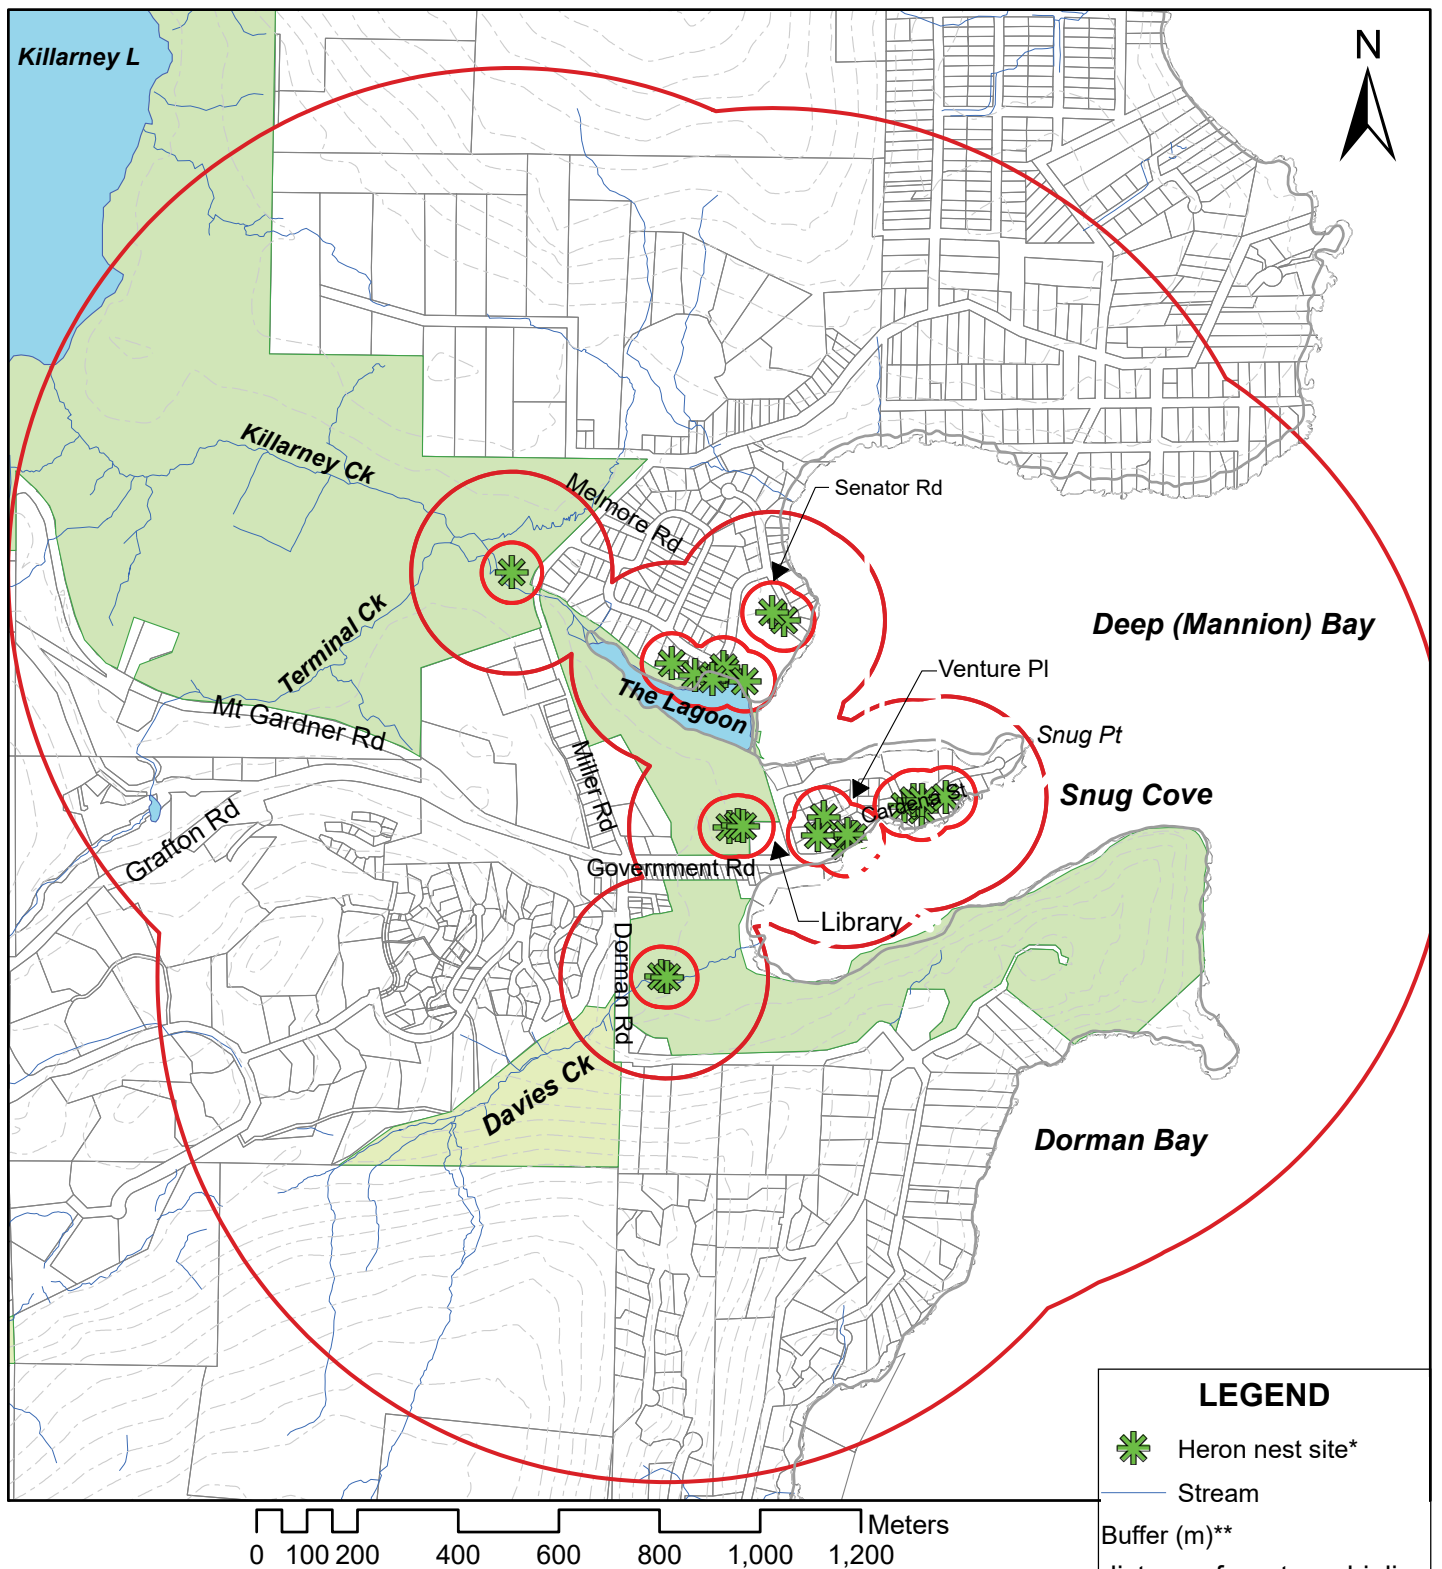 Killarney L
N
Killarney Ck
Melmore Rd
Senator Rd
Deep (Mannion) Bay
Terminal Ck
Venture Pl
The Lagoon
Mt Gardner Rd
Snug Pt
Miller Rd
Cardena St
Snug Cove
Grafton Rd
Government Rd
Library
Dorman Rd
Davies Ck
Dorman Bay
LEGEND
Heron nest site*
Stream
Buffer (m)**
Meters
0 100 200 400 600 800 1,000 1,200